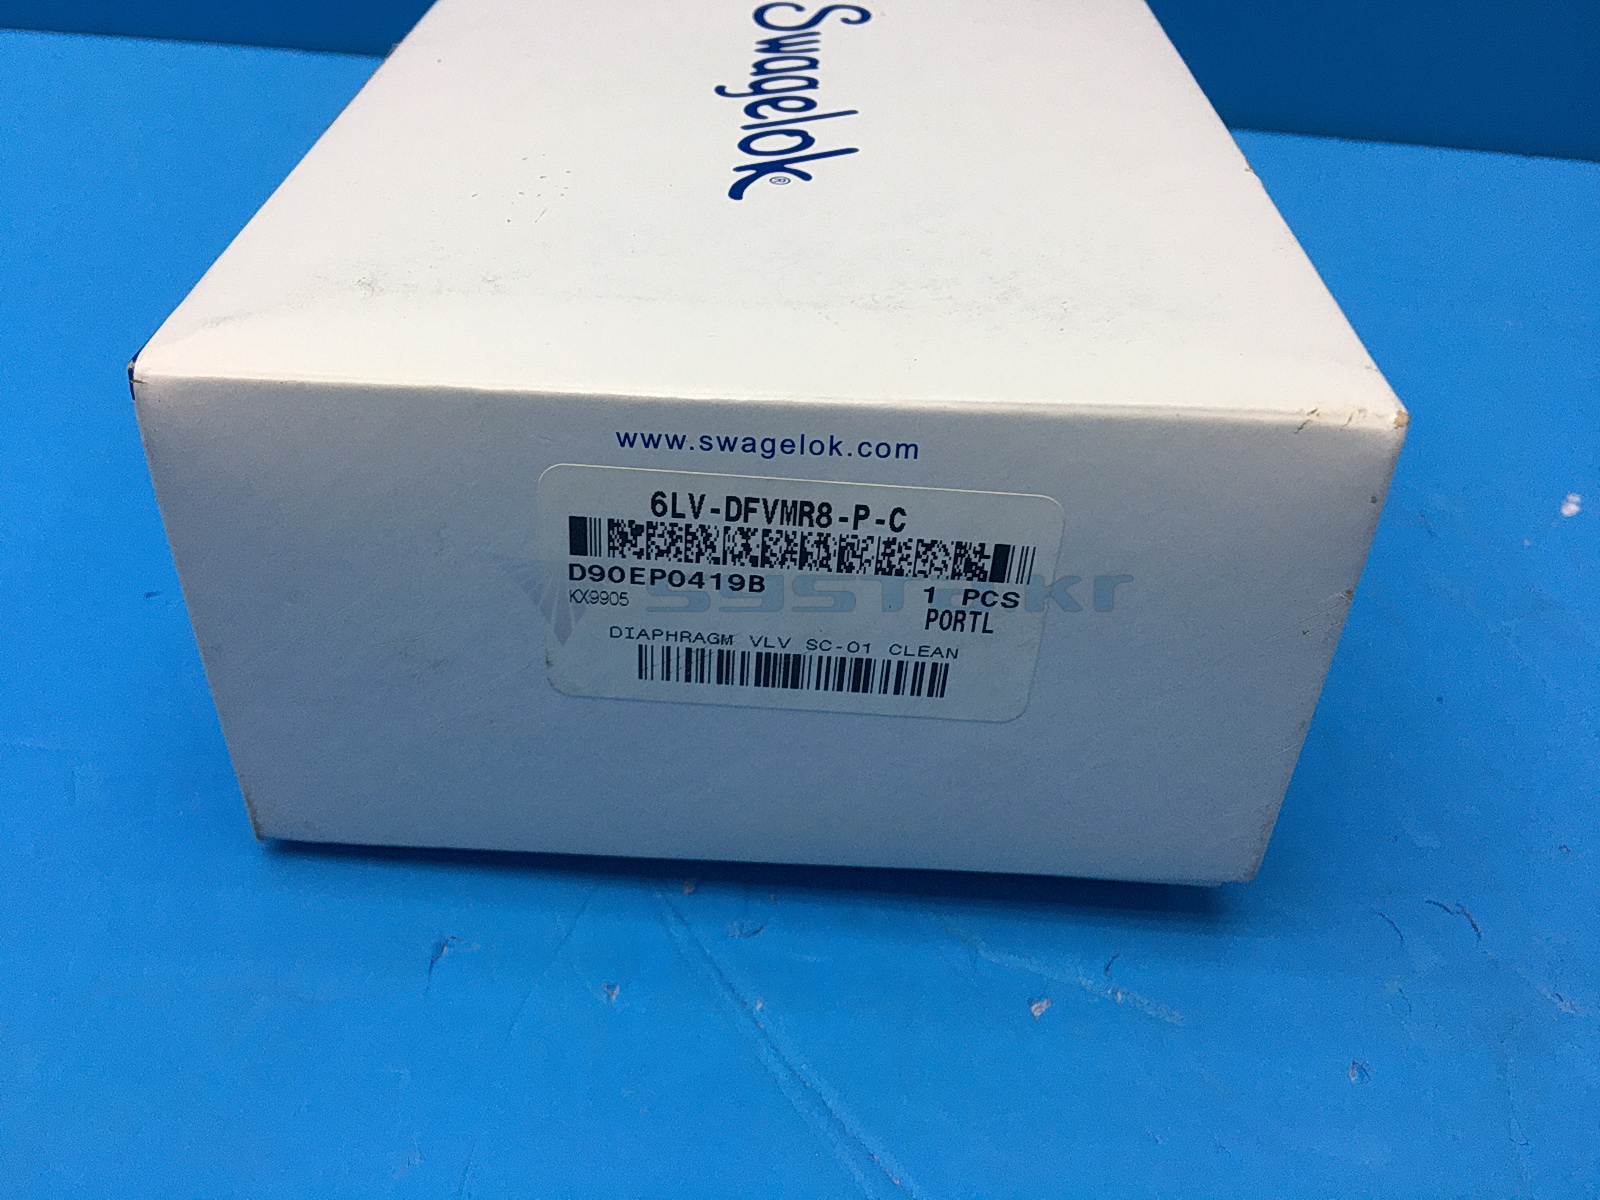 Swagelok®
www.swagelok.com
6LV-DFVMR8-P-C
D90EP0419B
KX9905
1 PCS
PORTL
DIAPHRAGM VLV SC-01 CLEAN